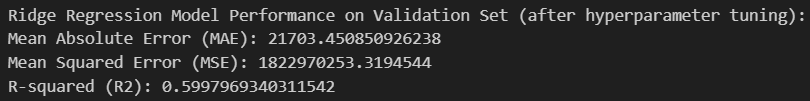 Ridge Regression Model Performance on Validation Set (after hyperparameter tuning):
Mean Absolute Error (MAE): 21703.450850926238
Mean Squared Error (MSE): 1822970253.3194544
R-squared (R2): 0.5997969340311542